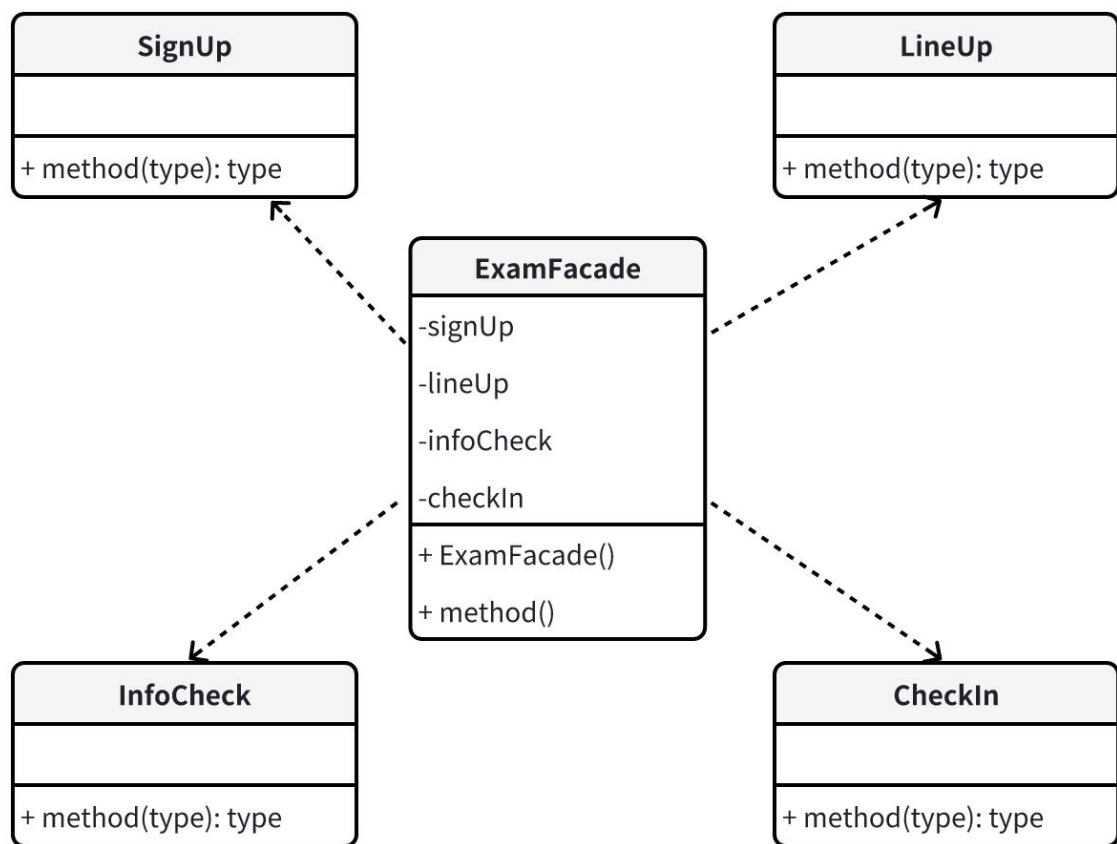 SignUp
+ method(type): type
LineUp
+ method(type): type
ExamFacade
-signUp
-lineUp
-infoCheck
-checkIn
+ ExamFacade()
+ method()
InfoCheck
+ method(type): type
CheckIn
+ method(type): type